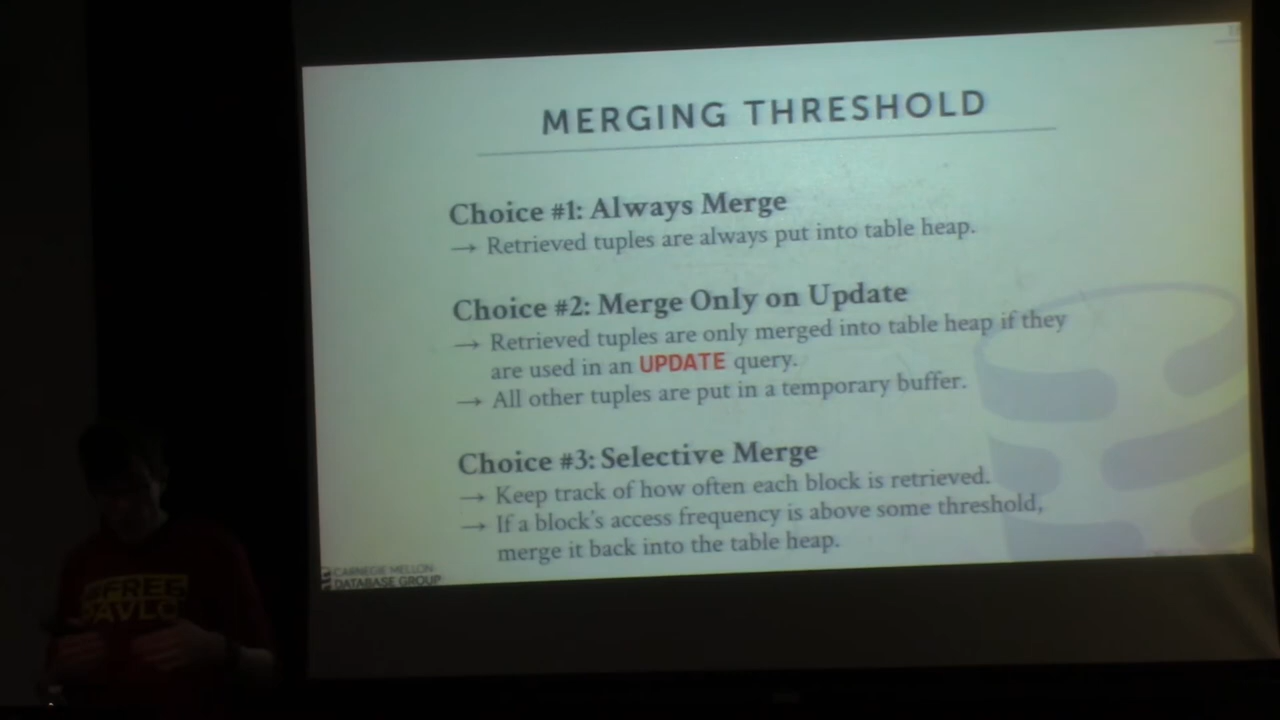 MERGING THRESHOLD
Choice #1: Always Merge
→ Retrieved tuples are always put into table heap.
Choice #2: Merge Only on Update
→ Retrieved tuples are only merged into table heap if they
are used in an UPDATE query.
→ All other tuples are put in a temporary buffer.
Choice #3: Selective Merge
→ Keep track of how often each block is retrieved.
→ If a block's access frequency is above some threshold,
merge it back into the table heap.
CARNEGIE MELLON
DATABASE GROUP
#FREE
PAVLO